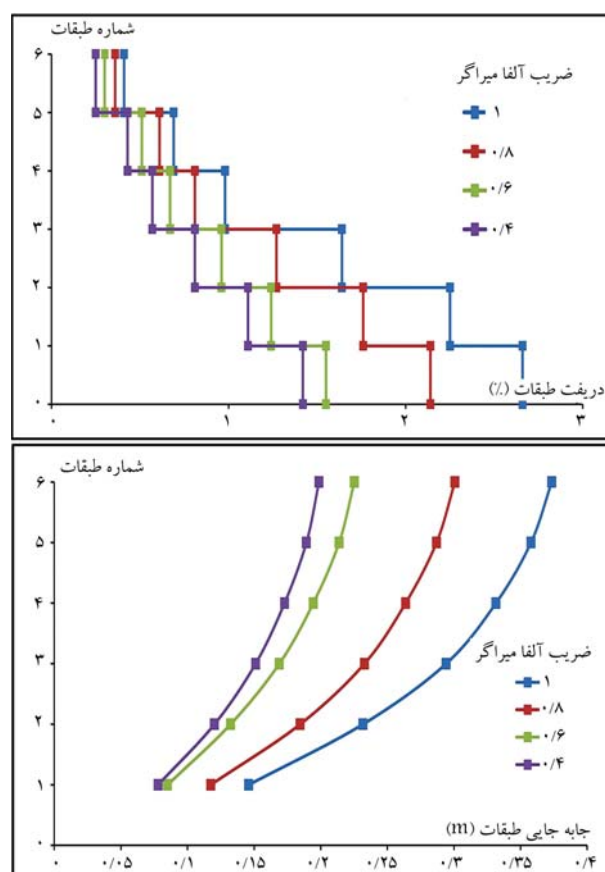 شماره طبقات
۶
ضریب آلفا میراگر
۵
۱
۰/۸
۴
۰/۶
۳
۰/۴
۲
۱
دریفت طبقات (%)
۰
۰ ۱ ۲ ۳
شماره طبقات
۶
۵
۴
ضریب آلفا میراگر
۳
۱
۰/۸
۲
۰/۶
۰/۴
۱
جابه جایی طبقات (m)
۰
۰ ۰/۰۵ ۰/۱ ۰/۱۵ ۰/۲ ۰/۲۵ ۰/۳ ۰/۳۵ ۰/۴